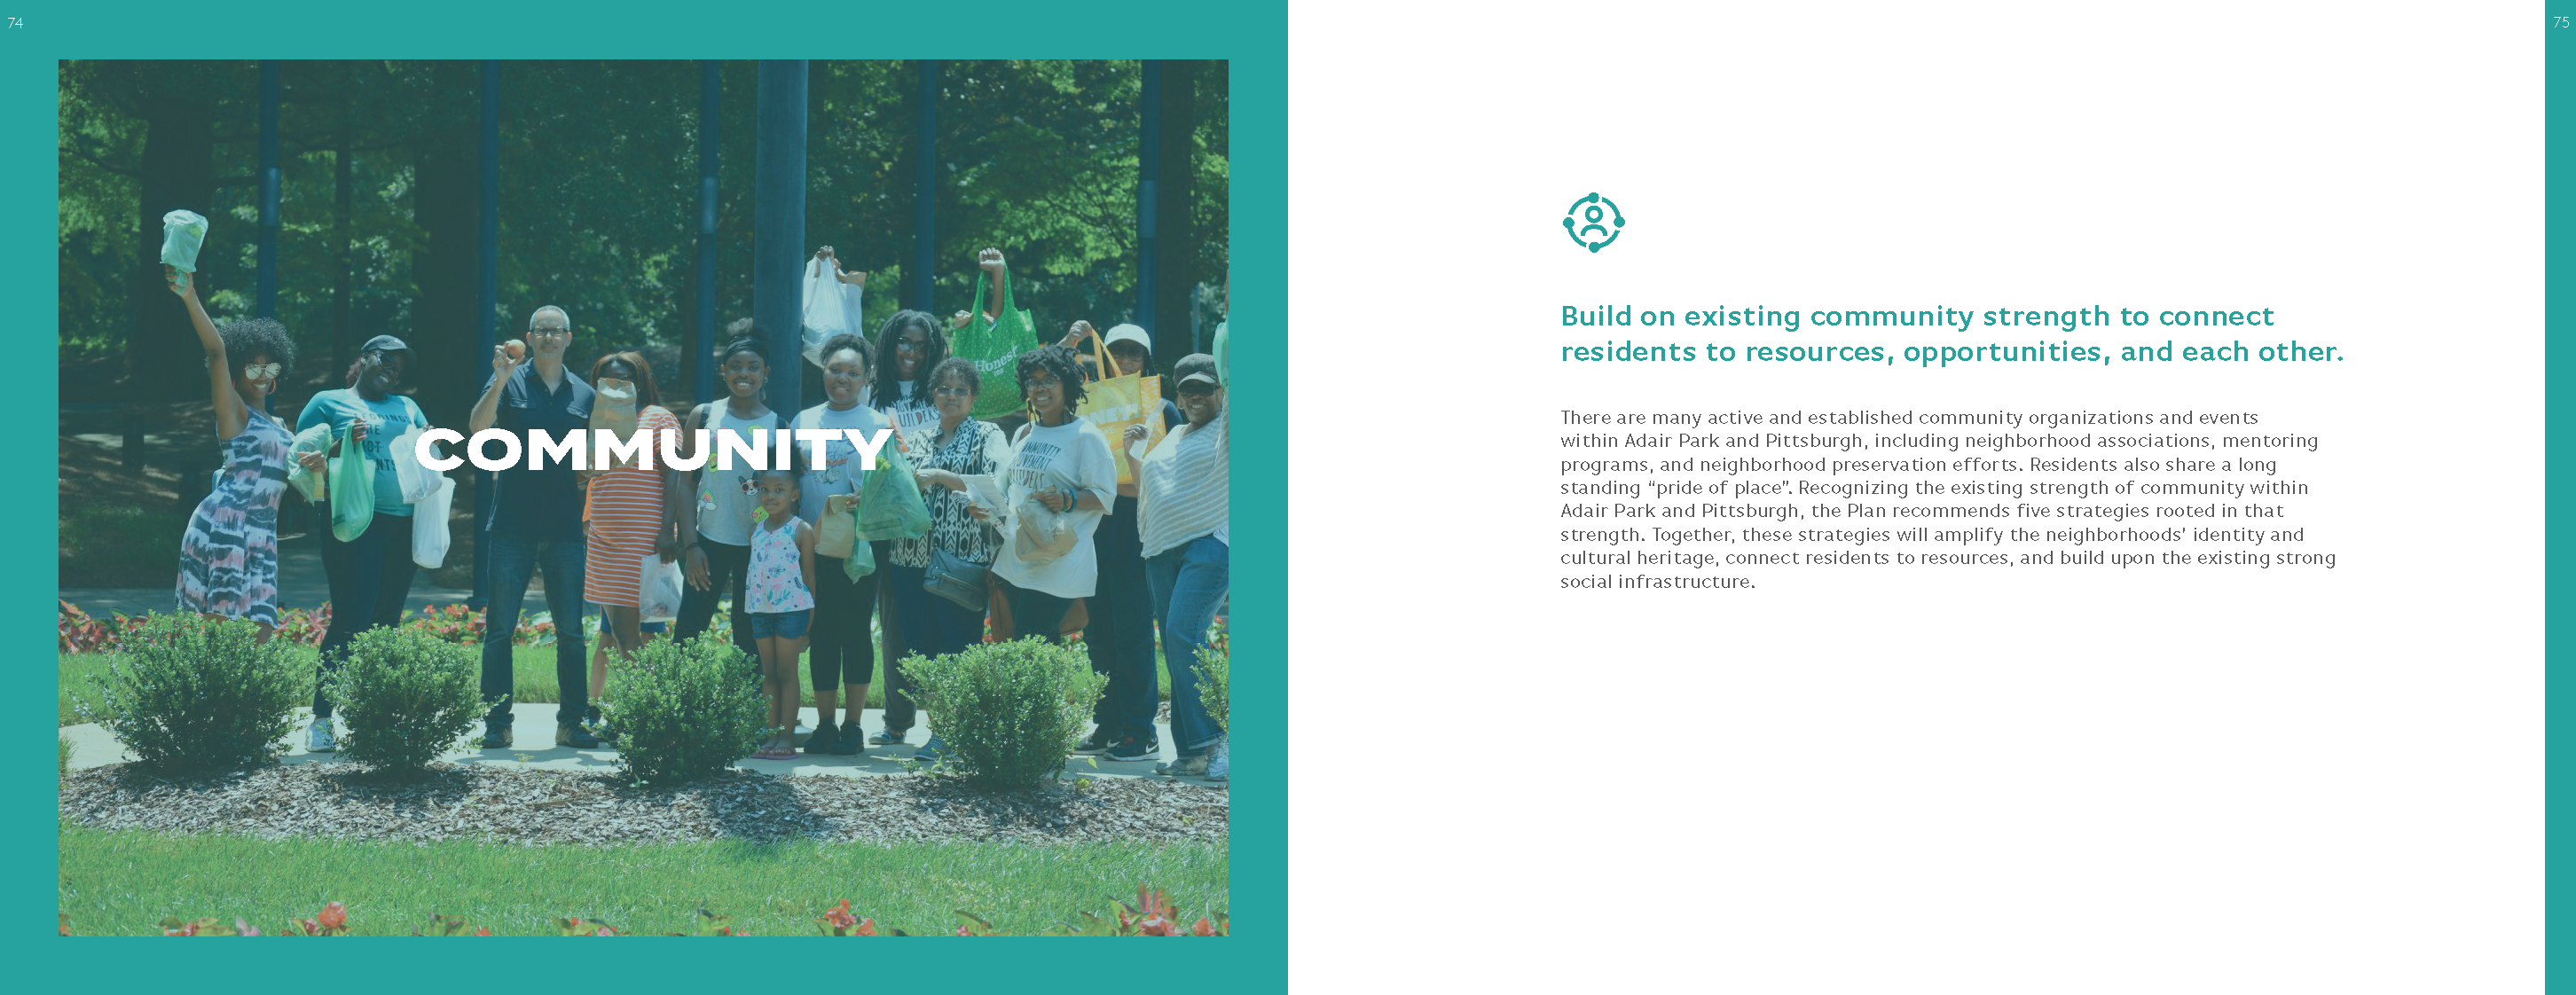 74
COMMUNITY
Honest
75
Build on existing community strength to connect
residents to resources, opportunities, and each other.
There are many active and established community organizations and events
within Adair Park and Pittsburgh, including neighborhood associations, mentoring
programs, and neighborhood preservation efforts. Residents also share a long
standing “pride of place”. Recognizing the existing strength of community within
Adair Park and Pittsburgh, the Plan recommends five strategies rooted in that
strength. Together, these strategies will amplify the neighborhoods’ identity and
cultural heritage, connect residents to resources, and build upon the existing strong
social infrastructure.